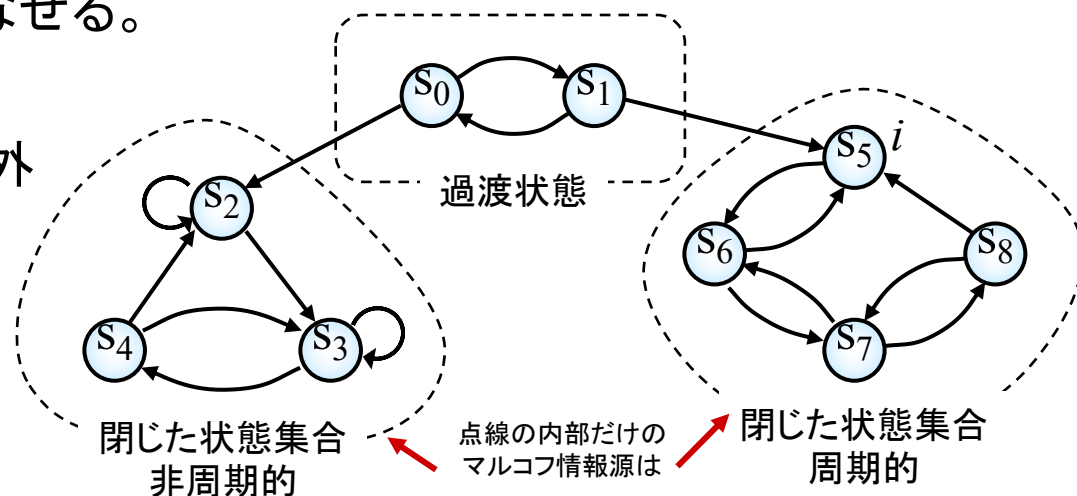 なせる。
外
S0
S1
過渡状態
S2
S4
S3
S5 i
S6
S8
S7
閉じた状態集合
非周期的
点線の内部だけの
マルコフ情報源は
閉じた状態集合
周期的